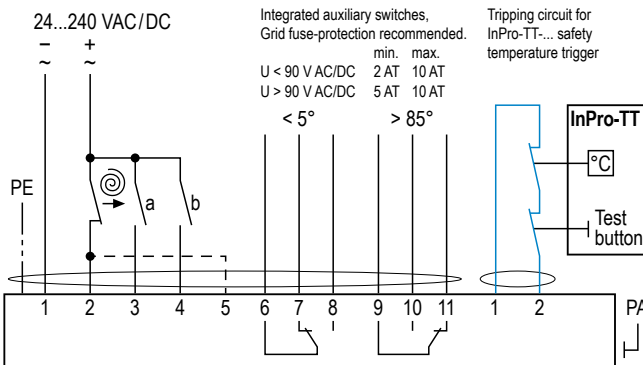 24...240 VAC/DC
– +
~ ~
Integrated auxiliary switches,
Grid fuse-protection recommended.
min. max.
U < 90 V AC/DC 2 AT 10 AT
U > 90 V AC/DC 5 AT 10 AT
< 5° > 85°
Tripping circuit for
InPro-TT-... safety
temperature trigger
InPro-TT
°C
Test
button
PE
a b
1 2 3 4 5 6 7 8 9 10 11 1 2
PA